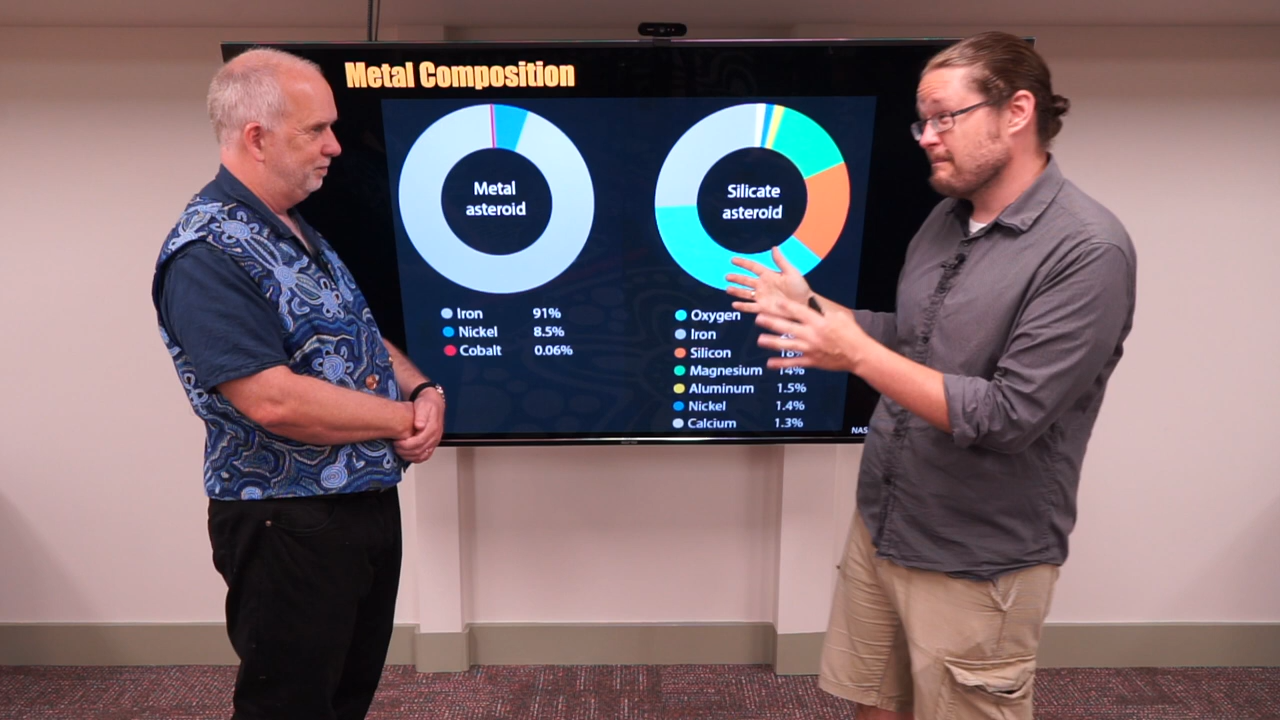 Metal Composition
Metal
asteroid
Iron 91%
Nickel 8.5%
Cobalt 0.06%
Silicate
asteroid
Oxygen
Iron
Silicon 18%
Magnesium 14%
Aluminum 1.5%
Nickel 1.4%
Calcium 1.3%
NAS